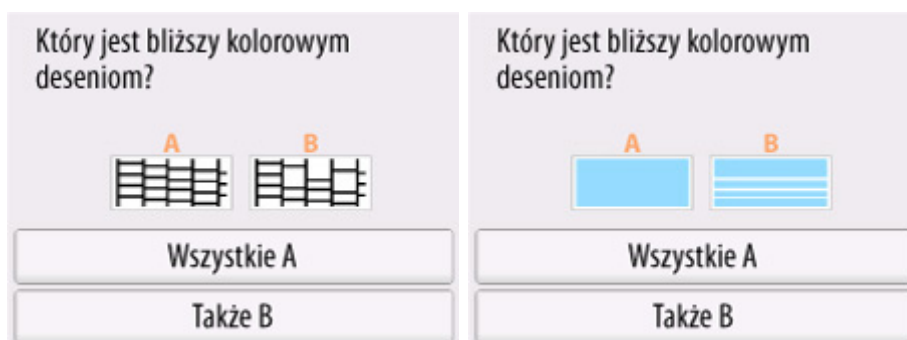 Który jest bliższy kolorowym
deseniom?
A B
Wszystkie A
Także B
Który jest bliższy kolorowym
deseniom?
A B
Wszystkie A
Także B